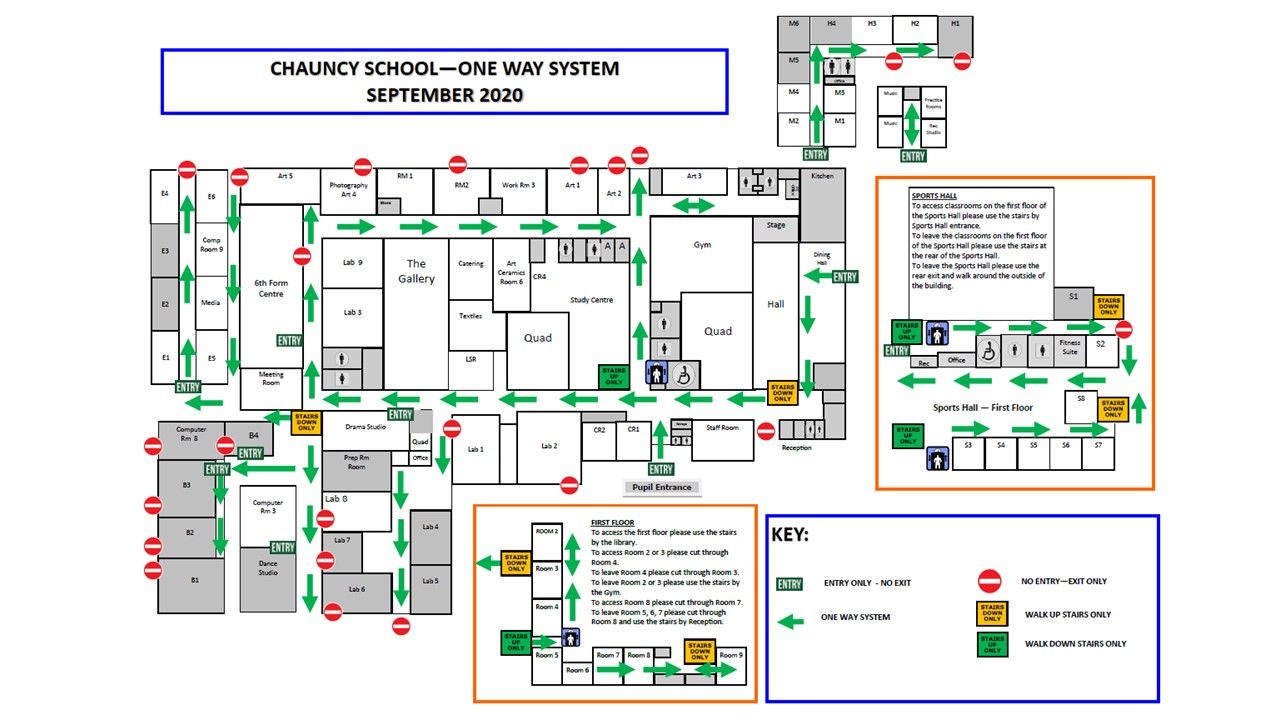 CHAUNCY SCHOOL—ONE WAY SYSTEM
SEPTEMBER 2020
M6
H4
H3
H2
H1
M5
Office
M4
M3
M2
M1
ENTRY
Music
Practice
Rooms
Music
Rec
Studio
ENTRY
E4
E6
Art 5
Photography
Art 4
RM 1
RM2
Work Rm 3
Art 1
Art 2
Art 3
Kitchen
E3
Comp
Room 9
6th Form
Centre
Lab 9
The
Gallery
Catering
Art
Ceramics
Room 6
CR4
A
A
Study Centre
Gym
Stage
Dining
Hall
ENTRY
E2
Media
Lab 3
Textiles
Quad
Quad
Hall
E1
E5
ENTRY
LSR
Meeting
Room
ENTRY
STAIRS
UP
ONLY
STAIRS
DOWN
ONLY
STAIRS
DOWN
ONLY
ENTRY
Computer
Rm 8
B4
ENTRY
Drama Studio
Quad
Office
Lab 1
Lab 2
CR2
CR1
Staff Room
Reception
ENTRY
Pupil Entrance
ENTRY
Prep Rm
Room
B3
Computer
Rm 3
Lab 8
B2
Lab 7
Lab 4
ENTRY
Dance
Studio
B1
Lab 6
Lab 5
SPORTS HALL
To access classrooms on the first floor of
the Sports Hall please use the stairs by
Sports Hall entrance.
To leave the classrooms on the first floor
of the Sports Hall please use the stairs at
the rear of the Sports Hall.
To leave the Sports Hall please use the
rear exit and walk around the outside of
the building.
S1
STAIRS
DOWN
ONLY
STAIRS
UP
ONLY
ENTRY
Rec
Office
Fitness
Suite
S2
Sports Hall — First Floor
S8
STAIRS
DOWN
ONLY
STAIRS
UP
ONLY
S3
S4
S5
S6
S7
FIRST FLOOR
To access the first floor please use the stairs
by the library.
To access Room 2 or 3 please cut through
Room 4.
To leave Room 4 please cut through Room 3.
To leave Room 2 or 3 please use the stairs by
the Gym.
To access Room 8 please cut through Room 7.
To leave Room 5, 6, 7 please cut through
Room 8 and use the stairs by Reception.
ROOM 2
STAIRS
DOWN
ONLY
Room 3
Room 4
STAIRS
UP
ONLY
Room 5
Room 6
Room 7
Room 8
STAIRS
DOWN
ONLY
Room 9
KEY:
ENTRY
ENTRY ONLY - NO EXIT
NO ENTRY—EXIT ONLY
ONE WAY SYSTEM
STAIRS
DOWN
ONLY
WALK UP STAIRS ONLY
STAIRS
UP
ONLY
WALK DOWN STAIRS ONLY